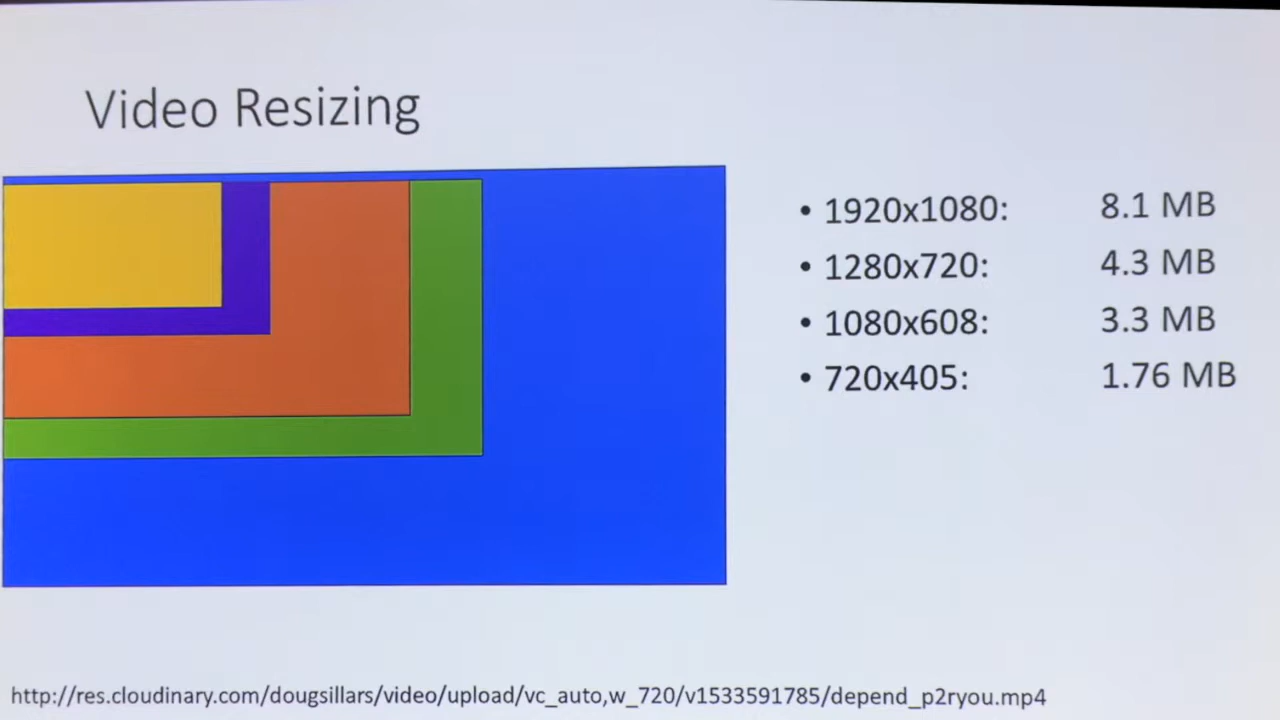 Video Resizing
• 1920x1080: 8.1 MB
• 1280x720: 4.3 MB
• 1080x608: 3.3 MB
• 720x405: 1.76 MB
http://res.cloudinary.com/dougsillars/video/upload/vc_auto,w_720/v1533591785/depend_p2ryou.mp4